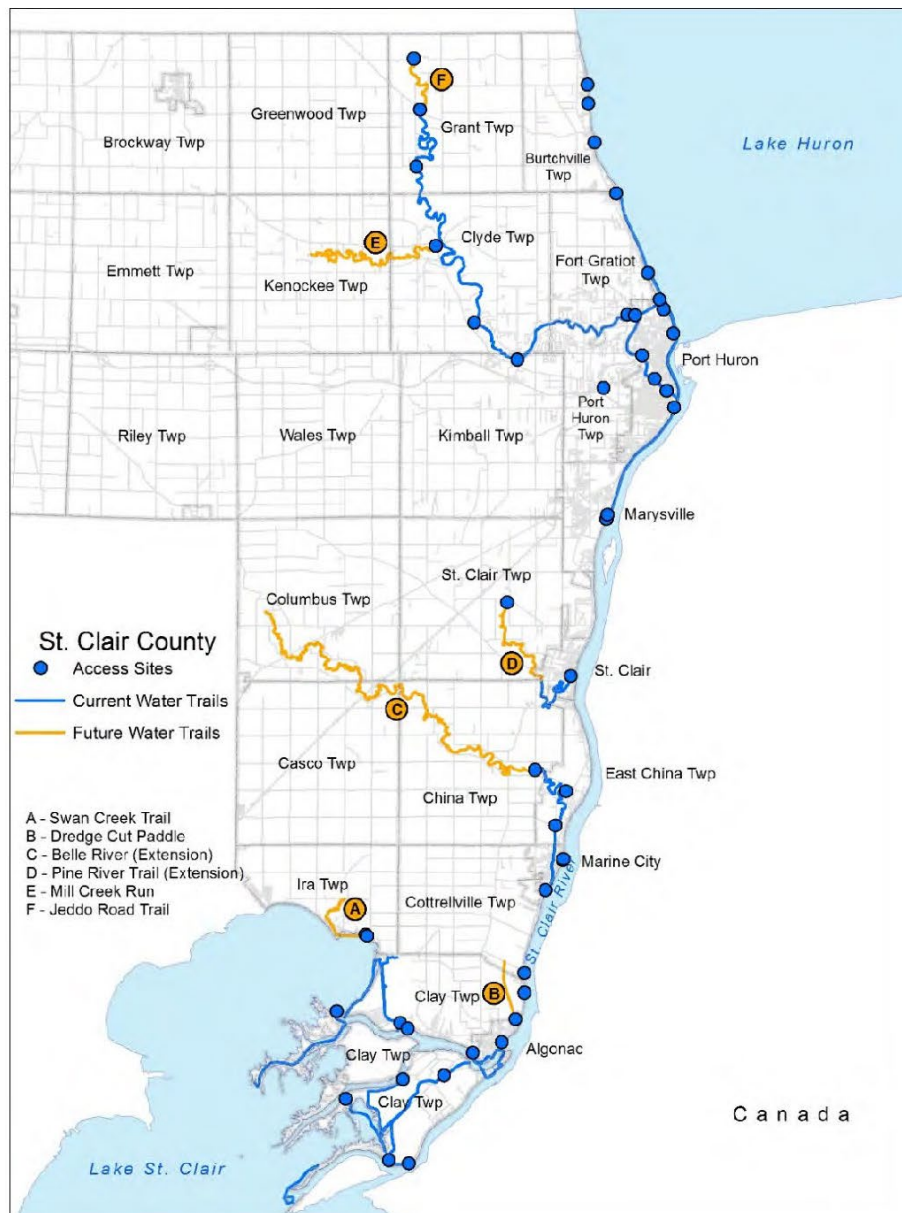 F
Greenwood Twp
Grant Twp
Brockway Twp
Lake Huron
Burtchville
Twp
E
Clyde Twp
Emmett Twp
Kenockee Twp
Fort Gratiot
Twp
Port Huron
Port
Huron
Twp
Riley Twp
Wales Twp
Kimball Twp
Marysville
St. Clair Twp
Columbus Twp
St. Clair County
Access Sites
Current Water Trails
Future Water Trails
D
St. Clair
C
Casco Twp
China Twp
East China Twp
A - Swan Creek Trail
B - Dredge Cut Paddle
C - Belle River (Extension)
D - Pine River Trail (Extension)
E - Mill Creek Run
F - Jeddo Road Trail
Marine City
Ira Twp
A
Cottrellville Twp
St. Clair River
Clay Twp
B
Algonac
Clay Twp
Clay Twp
Canada
Lake St. Clair